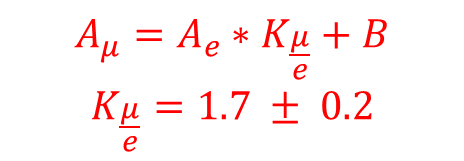 A_μ = A_e * K_{μ/e} + B
K_{μ/e} = 1.7 ± 0.2